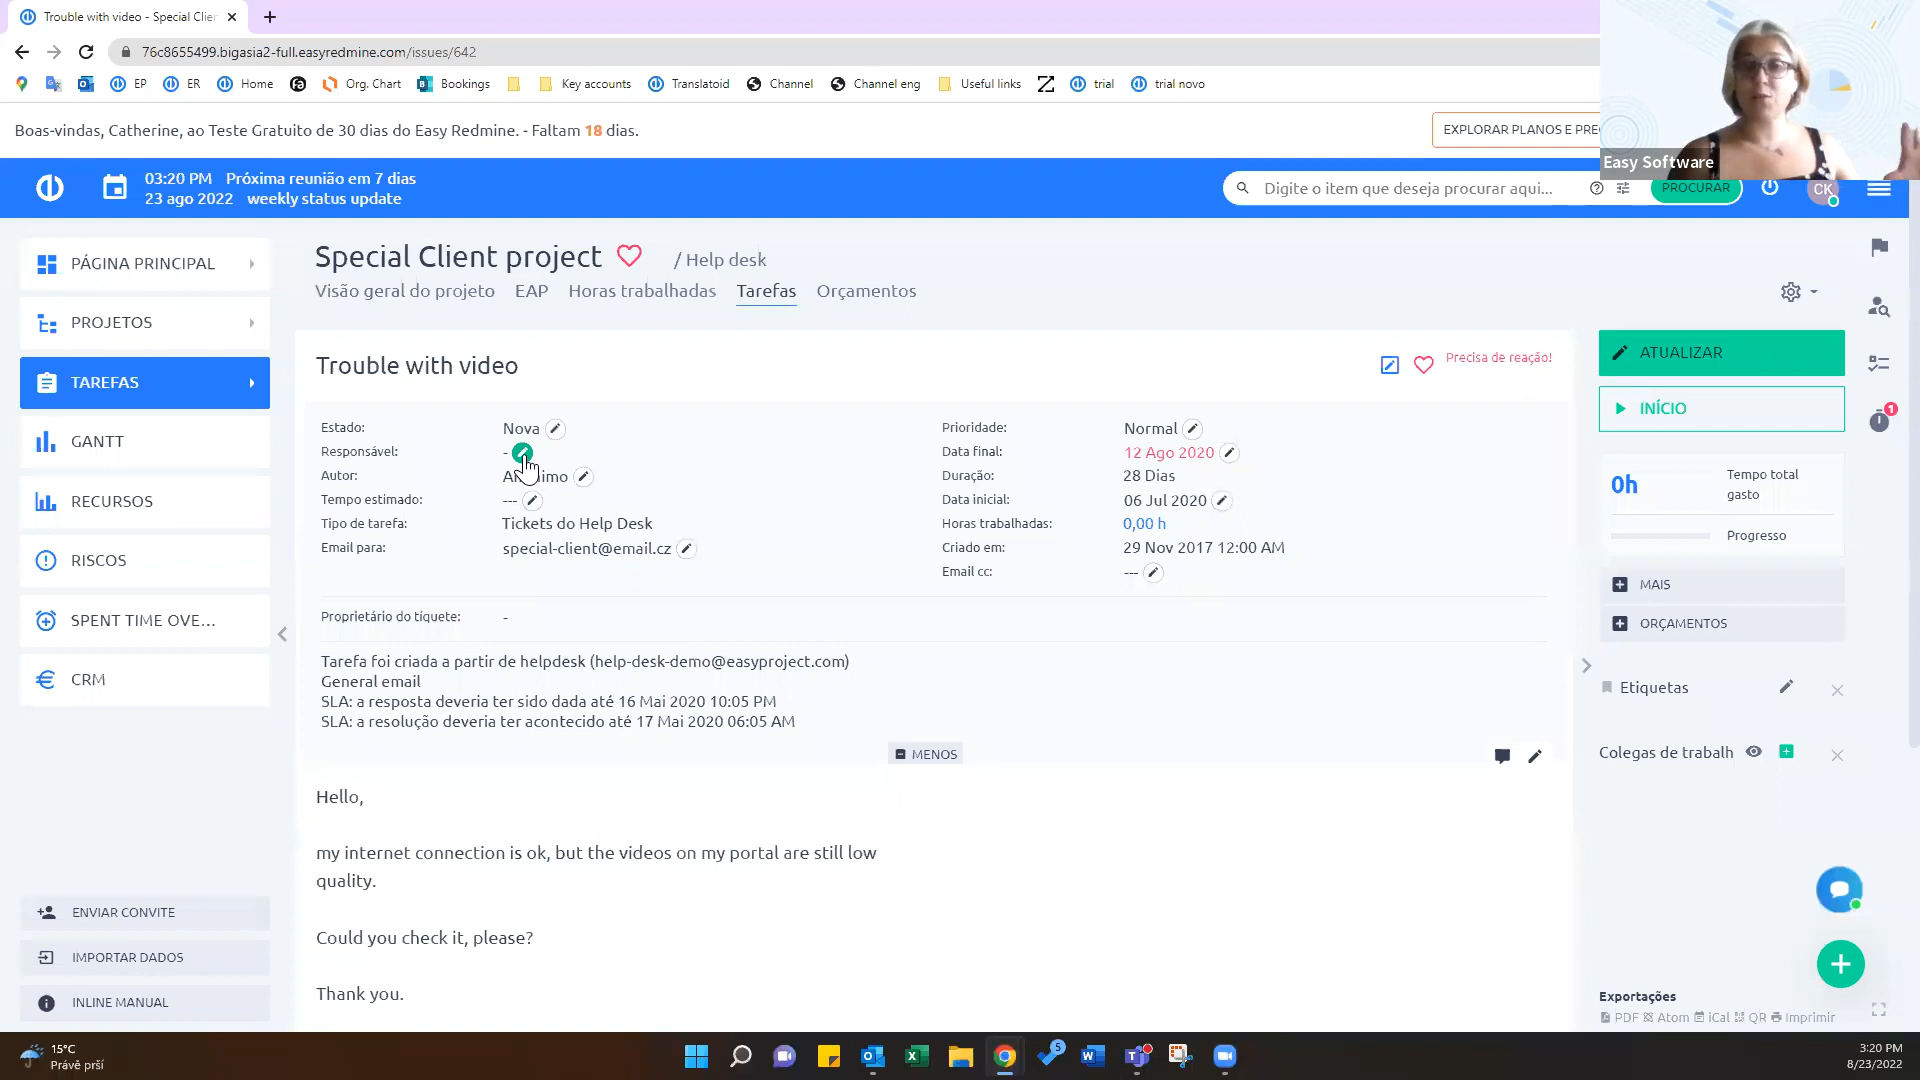 Trouble with video - Special Clier
76c8655499.bigasia2-full.easyredmine.com/issues/642
EP
ER
Home
Org. Chart
Bookings
Key accounts
Translatoid
Channel
Channel eng
Useful links
trial
trial novo
Boas-vindas, Catherine, ao Teste Gratuito de 30 dias do Easy Redmine. - Faltam 18 dias.
EXPLORAR PLANOS E PRE
Easy Software
03:20 PM Próxima reunião em 7 dias
23 ago 2022 weekly status update
Digite o item que deseja procurar aqui...
PROCURAR
CK
PÁGINA PRINCIPAL
PROJETOS
TAREFAS
GANTT
RECURSOS
RISCOS
SPENT TIME OVE...
CRM
ENVIAR CONVITE
IMPORTAR DADOS
INLINE MANUAL
Special Client project / Help desk
Visão geral do projeto EAP Horas trabalhadas Tarefas Orçamentos
Trouble with video
Precisa de reação!
Estado: Nova
Responsável: -
Autor:
Tempo estimado: ---
Tipo de tarefa: Tickets do Help Desk
Email para: special-client@email.cz
Prioridade: Normal
Data final: 12 Ago 2020
Duração: 28 Dias
Data inicial: 06 Jul 2020
Horas trabalhadas: 0,00 h
Criado em: 29 Nov 2017 12:00 AM
Email cc: ---
Proprietário do tíquete: -
Tarefa foi criada a partir de helpdesk (help-desk-demo@easyproject.com)
General email
SLA: a resposta deveria ter sido dada até 16 Mai 2020 10:05 PM
SLA: a resolução deveria ter acontecido até 17 Mai 2020 06:05 AM
MENOS
Hello,
my internet connection is ok, but the videos on my portal are still low
quality.
Could you check it, please?
Thank you.
ATUALIZAR
INÍCIO
1
0h
Tempo total
gasto
Progresso
MAIS
ORÇAMENTOS
Etiquetas
Colegas de trabalh
Exportações
PDF Atom iCal QR Imprimir
15°C
Právě prší
5
3:20 PM
8/23/2022